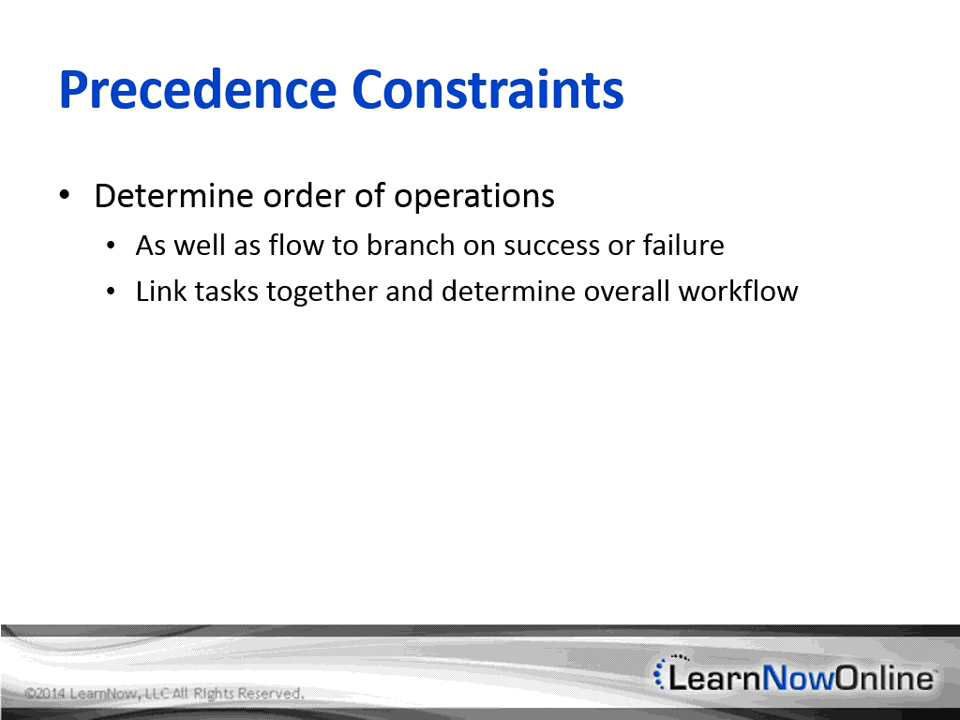 Precedence Constraints
• Determine order of operations
• As well as flow to branch on success or failure
• Link tasks together and determine overall workflow
©2014 LearnNow, LLC All Rights Reserved.
LearnNowOnline